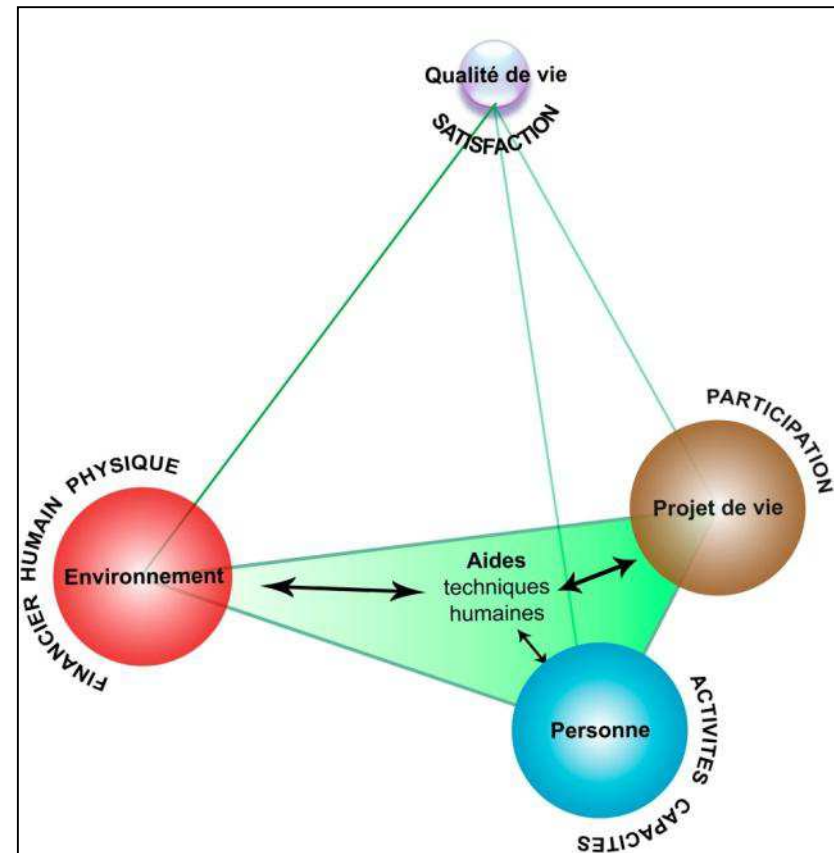 Qualité de vie
SATISFACTION
PARTICIPATION
Projet de vie
FINANCIER HUMAIN PHYSIQUE
Environnement
Aides
techniques
humaines
Personne
ACTIVITES CAPACITES